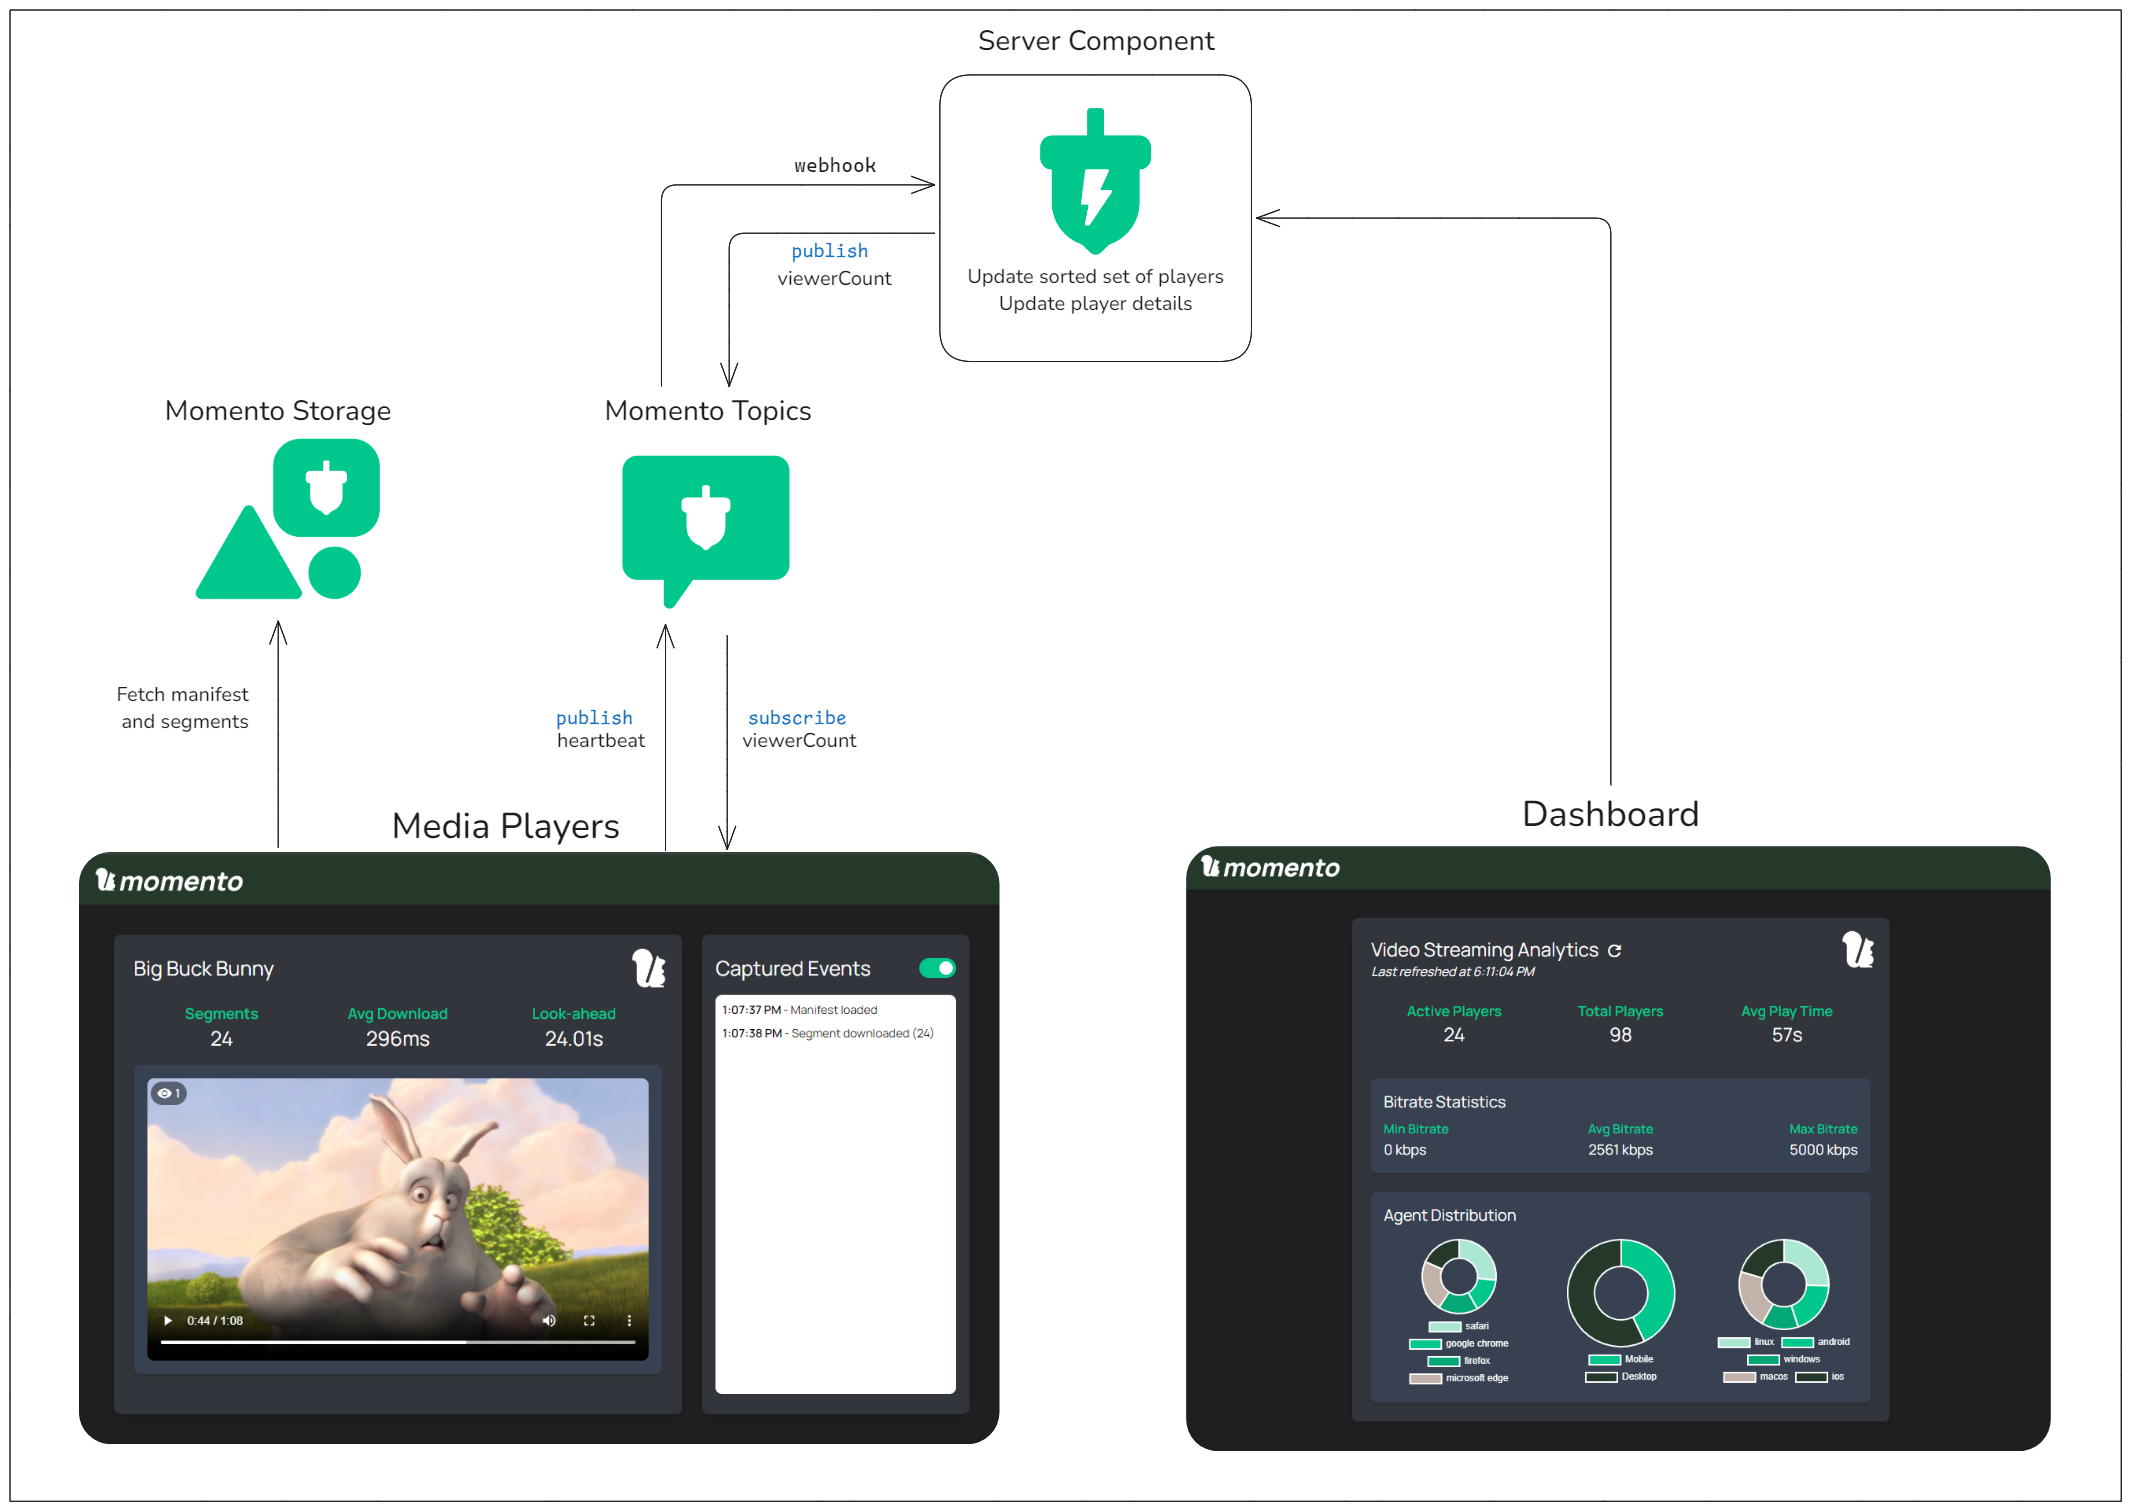 Server Component
webhook
publish
viewerCount
Update sorted set of players
Update player details
Momento Storage
Momento Topics
Fetch manifest
and segments
publish
heartbeat
subscribe
viewerCount
Media Players
momento
Big Buck Bunny
Segments
24
Avg Download
296ms
Look-ahead
24.01s
1
0:44 / 1:08
Captured Events
1:07:37 PM - Manifest loaded
1:07:38 PM - Segment downloaded (24)
Dashboard
momento
Video Streaming Analytics
Last refreshed at 6:11:04 PM
Active Players
24
Total Players
98
Avg Play Time
57s
Bitrate Statistics
Min Bitrate
0 kbps
Avg Bitrate
2561 kbps
Max Bitrate
5000 kbps
Agent Distribution
safari
google chrome
firefox
microsoft edge
Mobile
Desktop
linux android
windows
macos ios